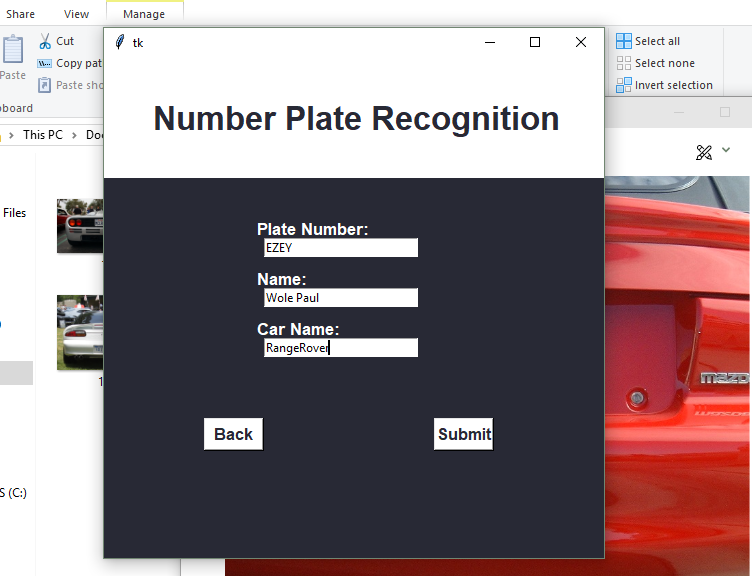 Share View Manage
Cut
Copy pat
Paste
Paste sho
Select all
Select none
Invert selection
board
This PC > Doc
Files
S (C:)
tk
Number Plate Recognition
Plate Number:
EZEY
Name:
Wole Paul
Car Name:
RangeRover
Back Submit
mazd